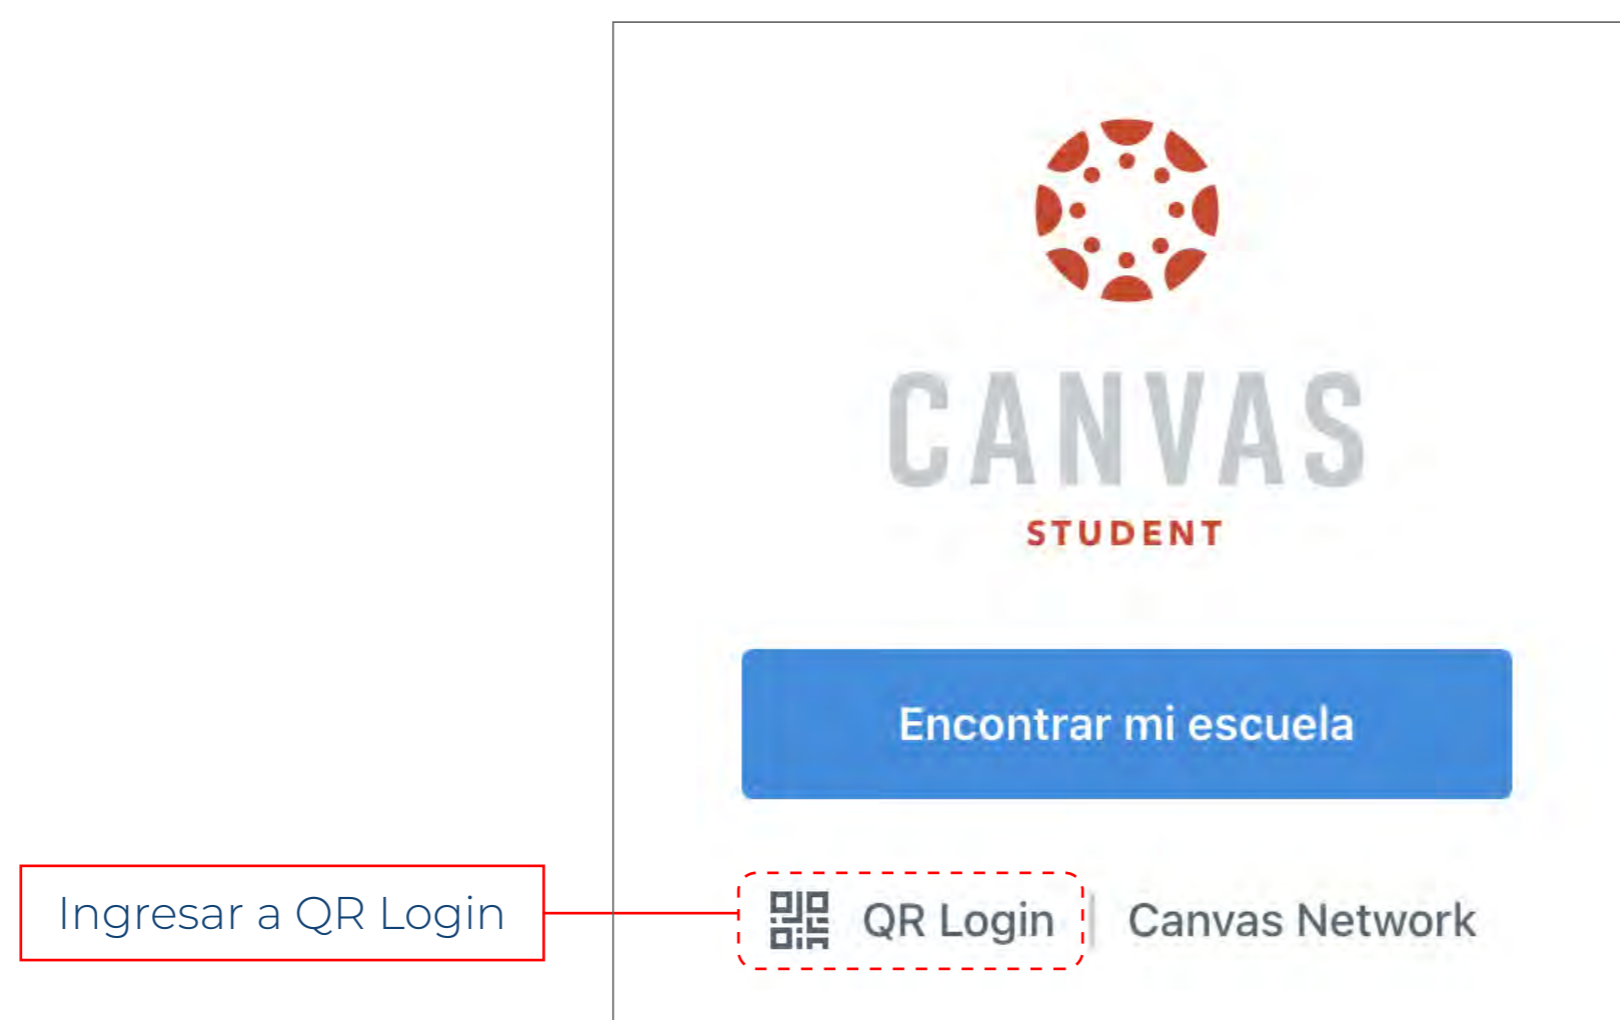 CANVAS
STUDENT
Encontrar mi escuela
Ingresar a QR Login
QR Login
Canvas Network